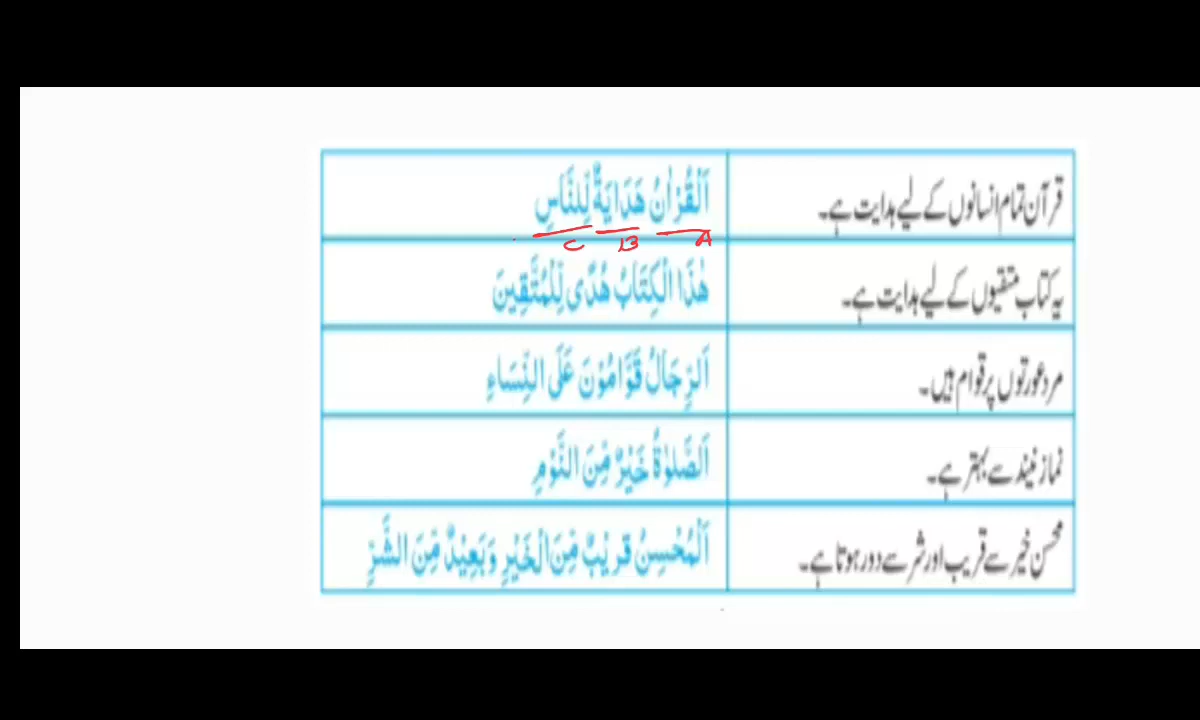 قرآن تمام انسانوں کے لیے ہدایت ہے۔
اَلْقُرْاٰنُ هَدَايَةٌ لِّلنَّاسِ
A B C
یہ کتاب متقیوں کے لیے ہدایت ہے۔
هٰذَا الْكِتَابُ هُدًى لِّلْمُتَّقِيْنَ
مرد عورتوں پر قوام ہیں۔
اَلرِّجَالُ قَوَّامُوْنَ عَلَى النِّسَاءِ
نماز نیند سے بہتر ہے۔
اَلصَّلٰوةُ خَيْرٌ مِّنَ النَّوْمِ
محسن خیر سے قریب اور شر سے دور ہوتا ہے۔
اَلْمُحْسِنُ قَرِيْبٌ مِّنَ الْخَيْرِ وَبَعِيْدٌ مِّنَ الشَّرِّ